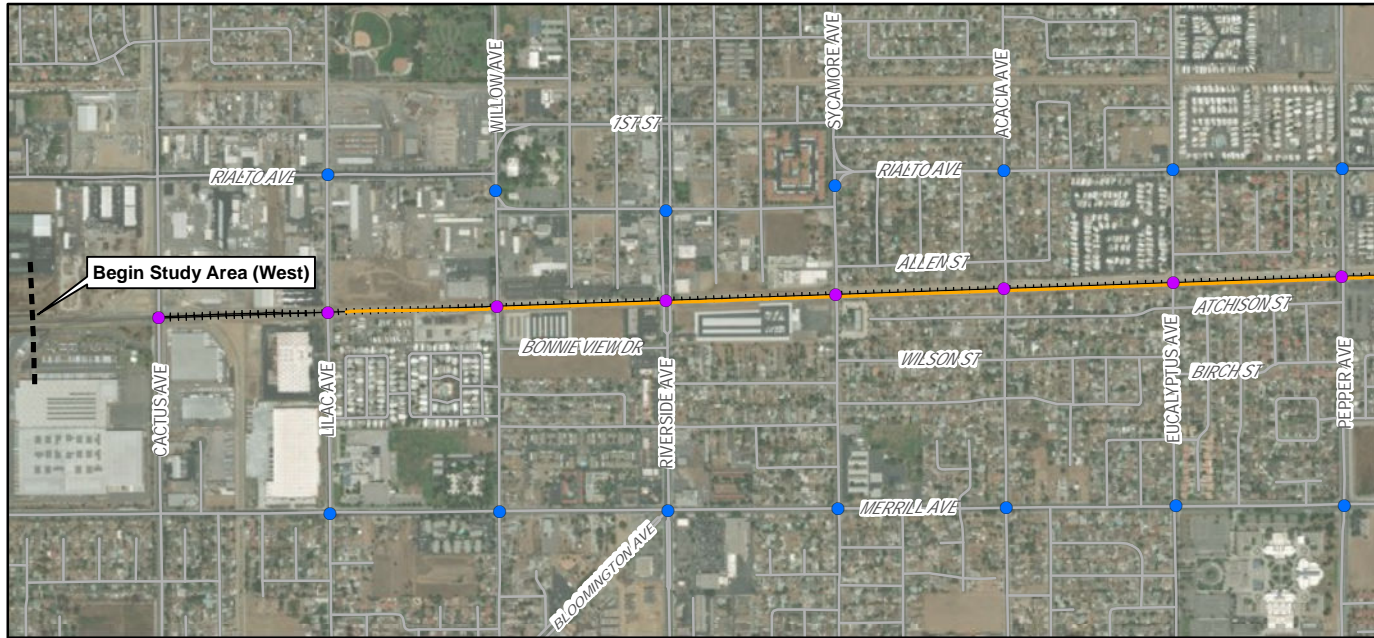 WILLOW AVE
SYCAMORE AVE
ACACIA AVE
1ST ST
RIALTO AVE
RIALTO AVE
ALLEN ST
Begin Study Area (West)
ATCHISON ST
BONNIE VIEW DR
WILSON ST
BIRCH ST
CACTUS AVE
LILAC AVE
RIVERSIDE AVE
EUCALYPTUS AVE
PEPPER AVE
MERRILL AVE
BLOOMINGTON AVE